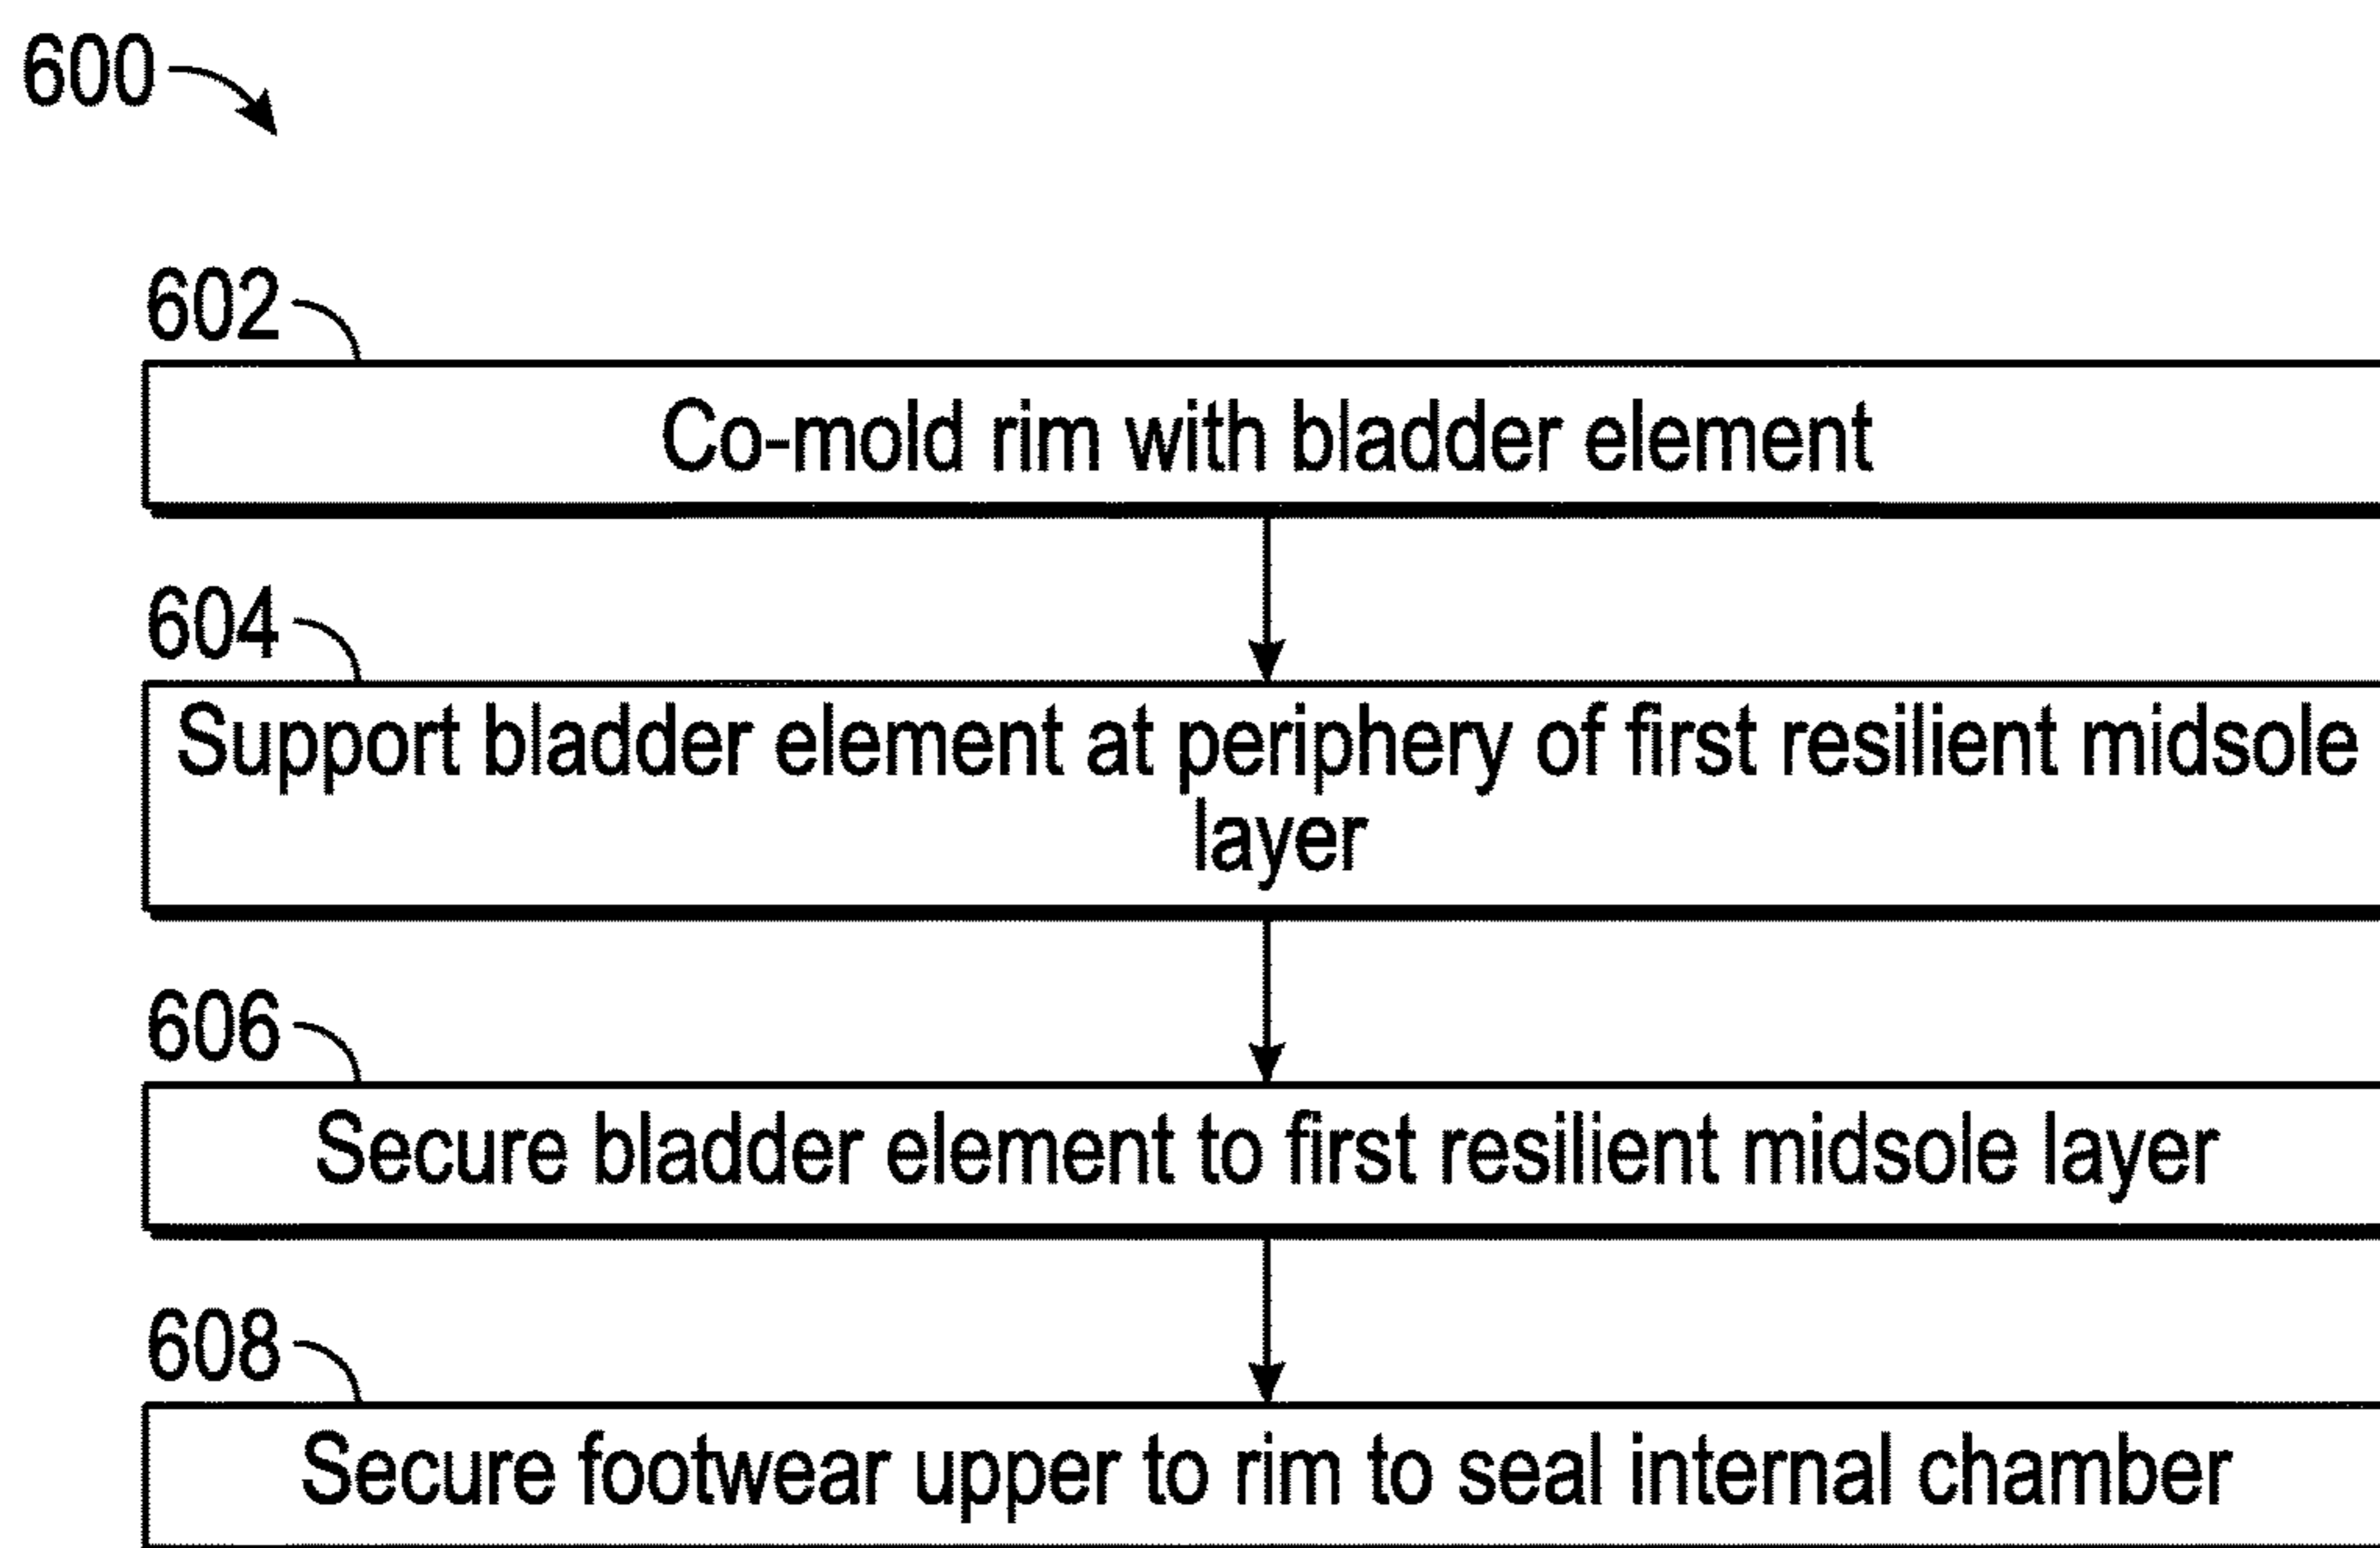 600
602
Co-mold rim with bladder element
604
Support bladder element at periphery of first resilient midsole
layer
606
Secure bladder element to first resilient midsole layer
608
Secure footwear upper to rim to seal internal chamber